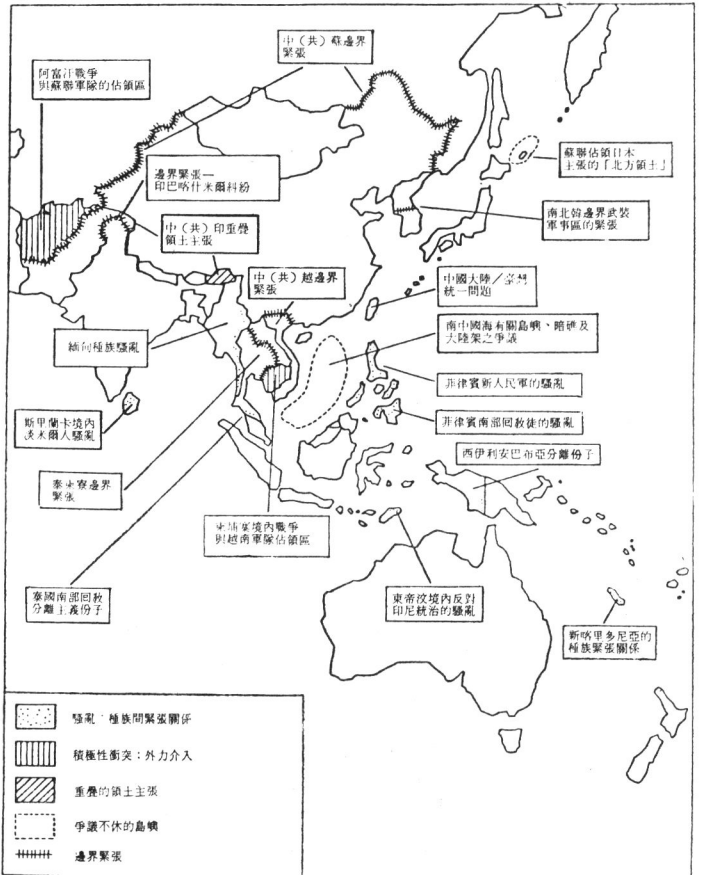 中（共）蘇邊界
緊張
阿富汗戰爭
與蘇聯軍隊的佔領區
蘇聯佔領日本
主張的「北方領土」
邊界緊張一
印巴喀什米爾糾紛
南北韓邊界武裝
軍事區的緊張
中（共）印重疊
領土主張
中（共）越邊界
緊張
中國大陸／臺灣
統一問題
南中國海有關島嶼、暗礁及
大陸架之爭議
緬甸種族騷亂
菲律賓新人民軍的騷亂
斯里蘭卡境內
淡米爾人騷亂
菲律賓南部回教徒的騷亂
西伊利安巴布亞分離份子
泰柬寮邊界
緊張
柬埔寨境內戰爭
與越南軍隊佔領區
泰國南部回教
分離主義份子
東帝汶境內反對
印尼統治的騷亂
新喀里多尼亞的
種族緊張關係
騷亂：種族間緊張關係
積極性衝突：外力介入
重疊的領土主張
爭議不休的島嶼
邊界緊張